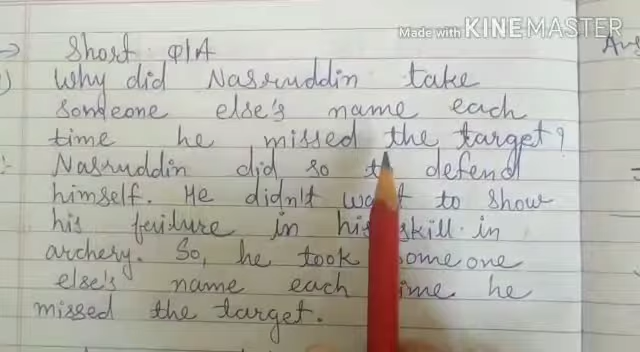 Made with KINEMASTER
→ Short Q/A
Why did Nasruddin take
someone else's name each
time he missed the target?
Nasruddin did so to defend
himself. He didn't want to show
his failure in his skill in
archery. So, he took someone
else's name each time he
missed the target.
Ans